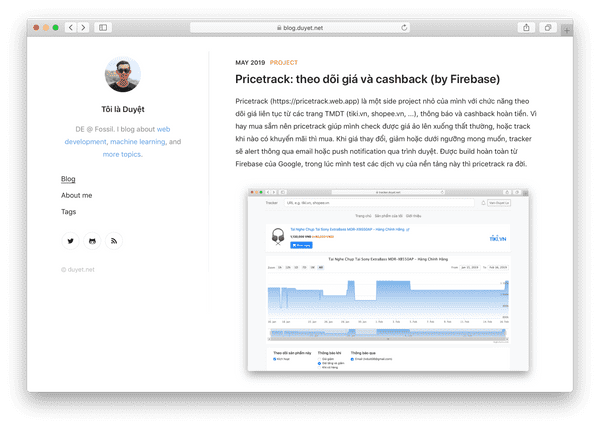 blog.duyet.net
Tôi là Duyệt
DE @ Fossil. I blog about web
development, machine learning, and
more topics.
Blog
About me
Tags
© duyet.net
MAY 2019 PROJECT
Pricetrack: theo dõi giá và cashback (by Firebase)
Pricetrack (https://pricetrack.web.app) là một side project nhỏ của mình với chức năng theo
dõi giá liên tục từ các trang TMDT (tiki.vn, shopee.vn, ...), thông báo và cashback hoàn tiền. Vì
hay mua sắm nên pricetrack giúp mình check được giá ảo lên xuống thất thường, hoặc track
khi nào có khuyến mãi thì mua. Khi giá thay đổi, giảm hoặc dưới ngưỡng mong muốn, tracker
sẽ alert thông qua email hoặc push notification qua trình duyệt. Được build hoàn toàn từ
Firebase của Google, trong lúc mình test các dịch vụ của nền tảng này thì pricetrack ra đời.
Tracker
URL, e.g. tiki.vn, shopee.vn
Trang chủ Sản phẩm của tôi Giới thiệu
Tai Nghe Chụp Tai Sony Extra Bass MDR-XB550AP - Hàng Chính Hãng
TIKI.VN
Tai Nghe Chụp Tai Sony ExtraBass MDR-XB550AP - Hàng Chính Hãng
Theo dõi sản phẩm này
Thông báo khi
Thông báo qua